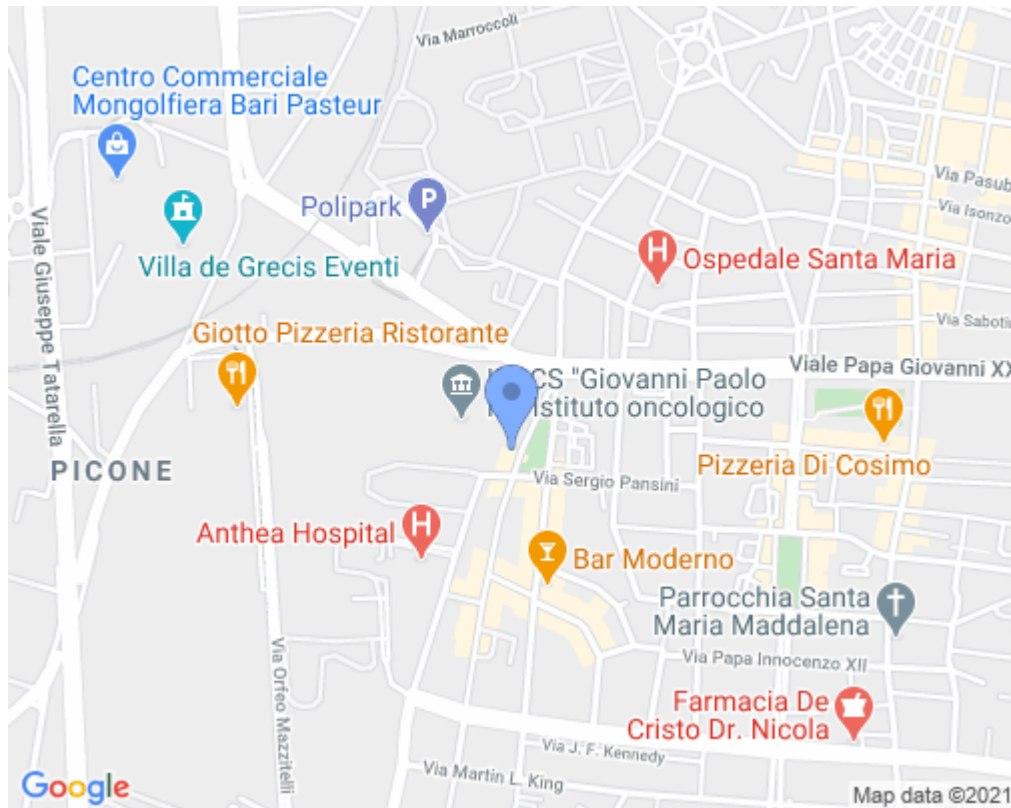 Via Marroccoli
Centro Commerciale
Mongolfiera Bari Pasteur
Via Pasub
Via Isonzo
Polipark
P
Viale Giuseppe Tatarella
Villa de Grecis Eventi
H
Ospedale Santa Maria
Via Saboti
Giotto Pizzeria Ristorante
Viale Papa Giovanni XX
CS "Giovanni Paolo
Istituto oncologico
PICONE
Pizzeria Di Cosimo
Via Sergio Pansini
Anthea Hospital
H
Bar Moderno
Parrocchia Santa
Maria Maddalena
Via Orfeo Mazzitelli
Via Papa Innocenzo XII
Farmacia De
Cristo Dr. Nicola
Via J. F. Kennedy
Via Martin L. King
Google
Map data ©2021